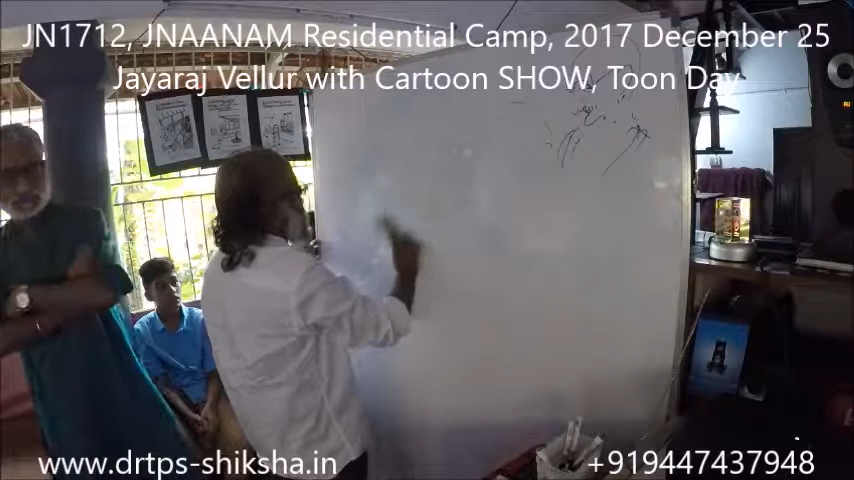 JN1712, JNAANAM Residential Camp, 2017 December 25
Jayaraj Vellur with Cartoon SHOW, Toon Day
www.drtps-shiksha.in
+919447437948